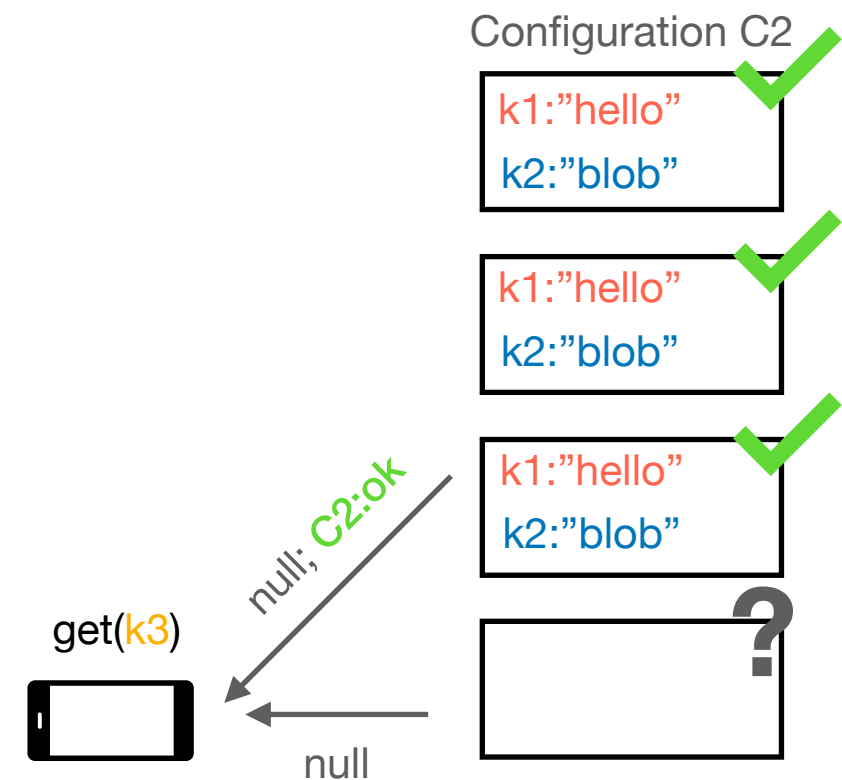 Configuration C2
k1:”hello”
k2:”blob”
k1:”hello”
k2:”blob”
k1:”hello”
k2:”blob”
null; C2:ok
?
get(k3)
null